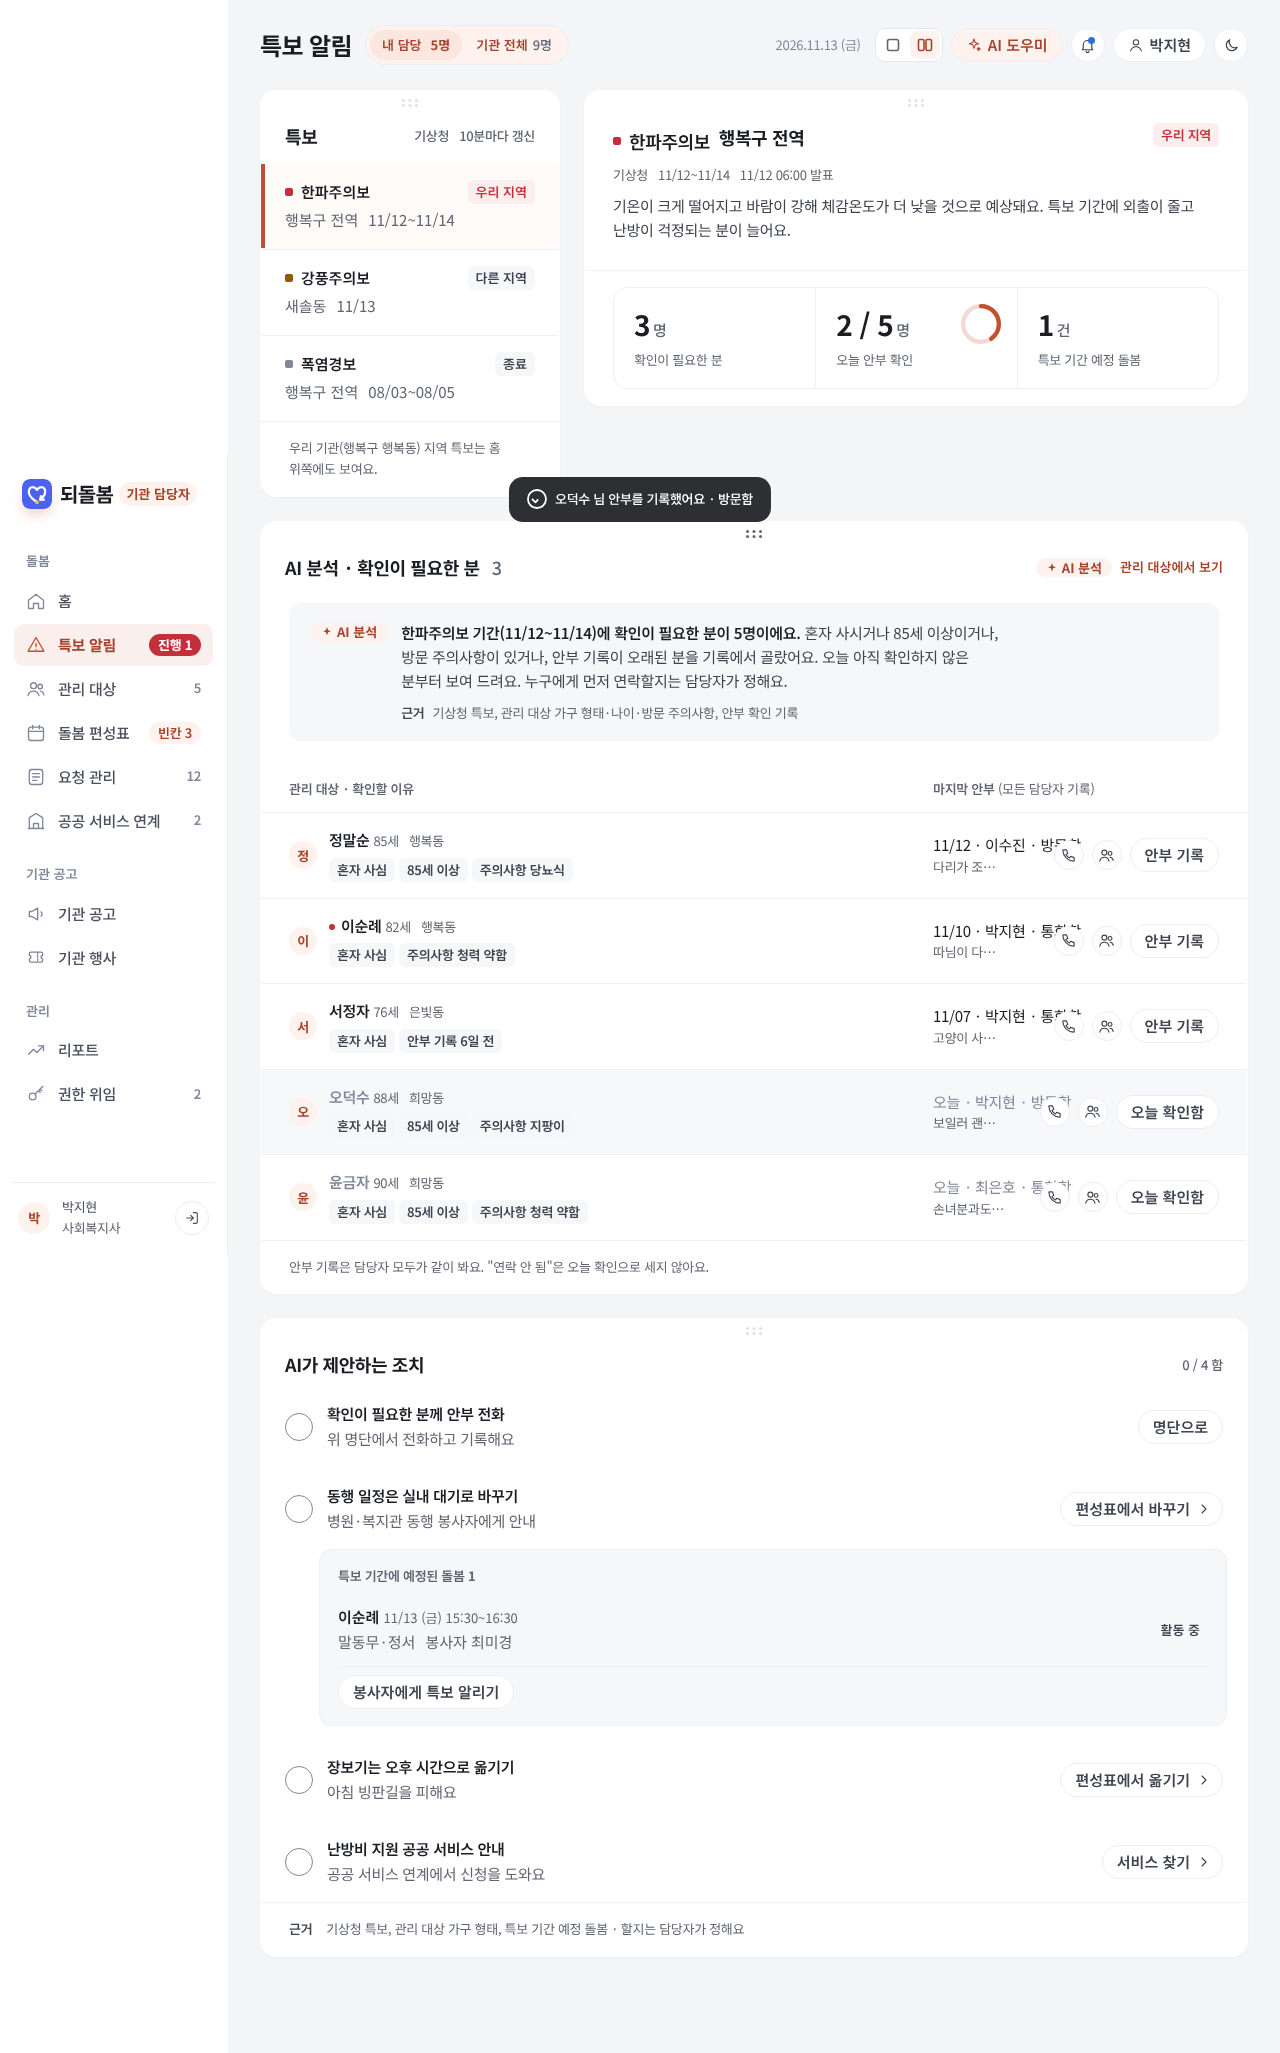 되돌봄 기관 담당자
돌봄
홈
특보 알림 진행 1
관리 대상 5
돌봄 편성표 빈칸 3
요청 관리 12
공공 서비스 연계 2
기관 공고
기관 공고
기관 행사
관리
리포트
권한 위임 2
박 박지현
사회복지사
특보 알림 내 담당 5명 기관 전체 9명
2026.11.13 (금) AI 도우미 박지현
특보 기상청 10분마다 갱신
한파주의보 우리 지역
행복구 전역 11/12~11/14
강풍주의보 다른 지역
새솔동 11/13
폭염경보 종료
행복구 전역 08/03~08/05
우리 기관(행복구 행복동) 지역 특보는 홈
위쪽에도 보여요.
한파주의보 행복구 전역 우리 지역
기상청 11/12~11/14 11/12 06:00 발표
기온이 크게 떨어지고 바람이 강해 체감온도가 더 낮을 것으로 예상돼요. 특보 기간에 외출이 줄고
난방이 걱정되는 분이 늘어요.
3 명
확인이 필요한 분
2 / 5 명
오늘 안부 확인
1 건
특보 기간 예정 돌봄
오덕수 님 안부를 기록했어요 · 방문함
AI 분석 · 확인이 필요한 분 3
AI 분석 관리 대상에서 보기
AI 분석 한파주의보 기간(11/12~11/14)에 확인이 필요한 분이 5명이에요. 혼자 사시거나 85세 이상이거나,
방문 주의사항이 있거나, 안부 기록이 오래된 분을 기록에서 골랐어요. 오늘 아직 확인하지 않은
분부터 보여 드려요. 누구에게 먼저 연락할지는 담당자가 정해요.
근거 기상청 특보, 관리 대상 가구 형태·나이·방문 주의사항, 안부 확인 기록
관리 대상 · 확인할 이유 마지막 안부 (모든 담당자 기록)
정 정말순 85세 행복동
혼자 사심 85세 이상 주의사항 당뇨식
11/12 · 이수진 ·
다리가 조…
안부 기록
이 이순례 82세 행복동
혼자 사심 주의사항 청력 약함
11/10 · 박지현 ·
따님이 다…
안부 기록
서 서정자 76세 은빛동
혼자 사심 안부 기록 6일 전
11/07 · 박지현 ·
고양이 사…
안부 기록
오 오덕수 88세 희망동
혼자 사심 85세 이상 주의사항 지팡이
오늘 · 박지현 ·
보일러 괜…
오늘 확인함
윤 윤금자 90세 희망동
혼자 사심 85세 이상 주의사항 청력 약함
오늘 · 최은호 ·
손녀분과도…
오늘 확인함
안부 기록은 담당자 모두가 같이 봐요. "연락 안 됨"은 오늘 확인으로 세지 않아요.
AI가 제안하는 조치 0 / 4 함
확인이 필요한 분께 안부 전화
위 명단에서 전화하고 기록해요
명단으로
동행 일정은 실내 대기로 바꾸기
병원·복지관 동행 봉사자에게 안내
편성표에서 바꾸기
특보 기간에 예정된 돌봄 1
이순례 11/13 (금) 15:30~16:30
말동무·정서 봉사자 최미경
활동 중
봉사자에게 특보 알리기
장보기는 오후 시간으로 옮기기
아침 빙판길을 피해요
편성표에서 옮기기
난방비 지원 공공 서비스 안내
공공 서비스 연계에서 신청을 도와요
서비스 찾기
근거 기상청 특보, 관리 대상 가구 형태, 특보 기간 예정 돌봄 · 할지는 담당자가 정해요